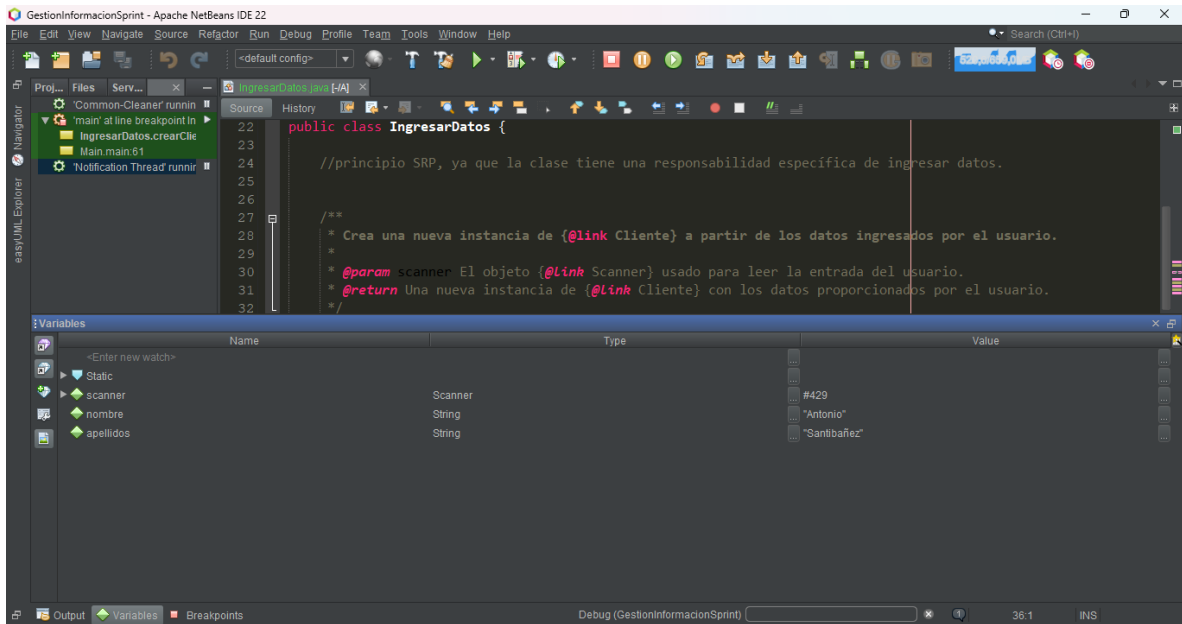 GestionInformacionSprint - Apache NetBeans IDE 22
File Edit View Navigate Source Refactor Run Debug Profile Team Tools Window Help
Search (Ctrl+I)
<default config>
Proj... Files Serv...
IngresarDatos.java [-/A]
Source History
Navigator
easyUML Explorer
'Common-Cleaner' runnin
'main' at line breakpoint In
IngresarDatos.crearClie
Main.main:61
'Notification Thread' runnir
22 public class IngresarDatos {
23
24 //principio SRP, ya que la clase tiene una responsabilidad específica de ingresar datos.
25
26
27 /**
28 * Crea una nueva instancia de {@link Cliente} a partir de los datos ingresados por el usuario.
29 *
30 * @param scanner El objeto {@link Scanner} usado para leer la entrada del usuario.
31 * @return Una nueva instancia de {@link Cliente} con los datos proporcionados por el usuario.
32 */
Variables
Name Type Value
<Enter new watch>
Static
scanner Scanner #429
nombre String "Antonio"
apellidos String "Santibañez"
Output Variables Breakpoints
Debug (GestionInformacionSprint)
1
36:1 INS